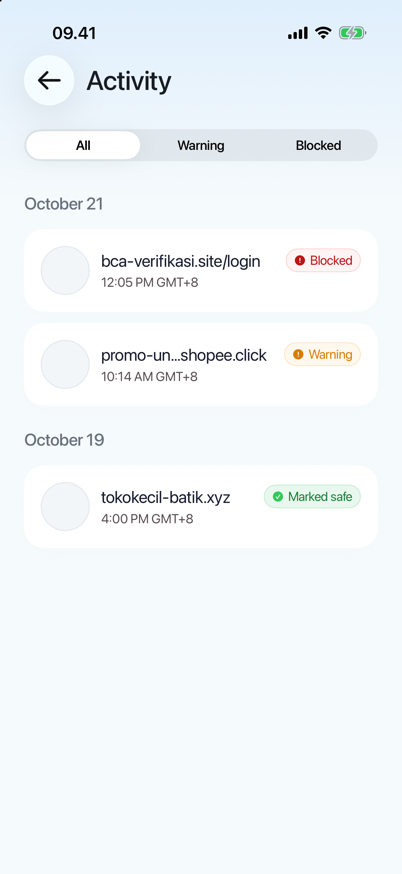 09.41
Activity
All
Warning
Blocked
October 21
bca-verifikasi.site/login
Blocked
12:05 PM GMT+8
promo-un...shopee.click
Warning
10:14 AM GMT+8
October 19
tokokecil-batik.xyz
Marked safe
4:00 PM GMT+8